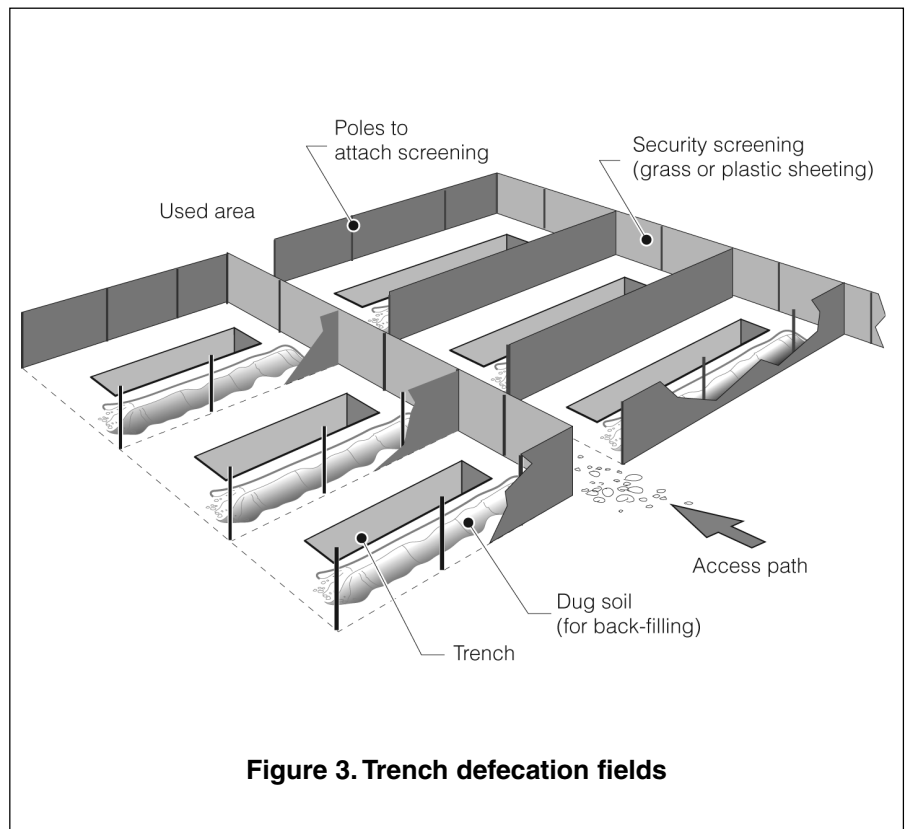 Poles to
attach screening
Security screening
(grass or plastic sheeting)
Used area
Access path
Dug soil
(for back-filling)
Trench
Figure 3. Trench defecation fields